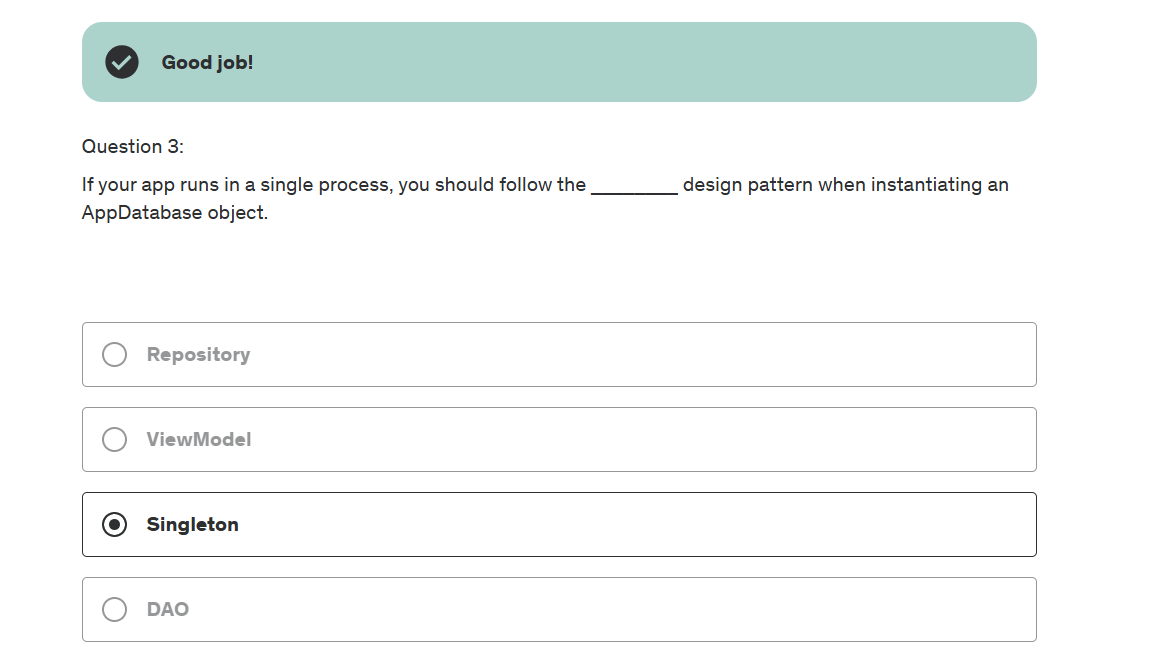 Good job!
Question 3:
If your app runs in a single process, you should follow the _________ design pattern when instantiating an
AppDatabase object.
Repository
ViewModel
Singleton
DAO